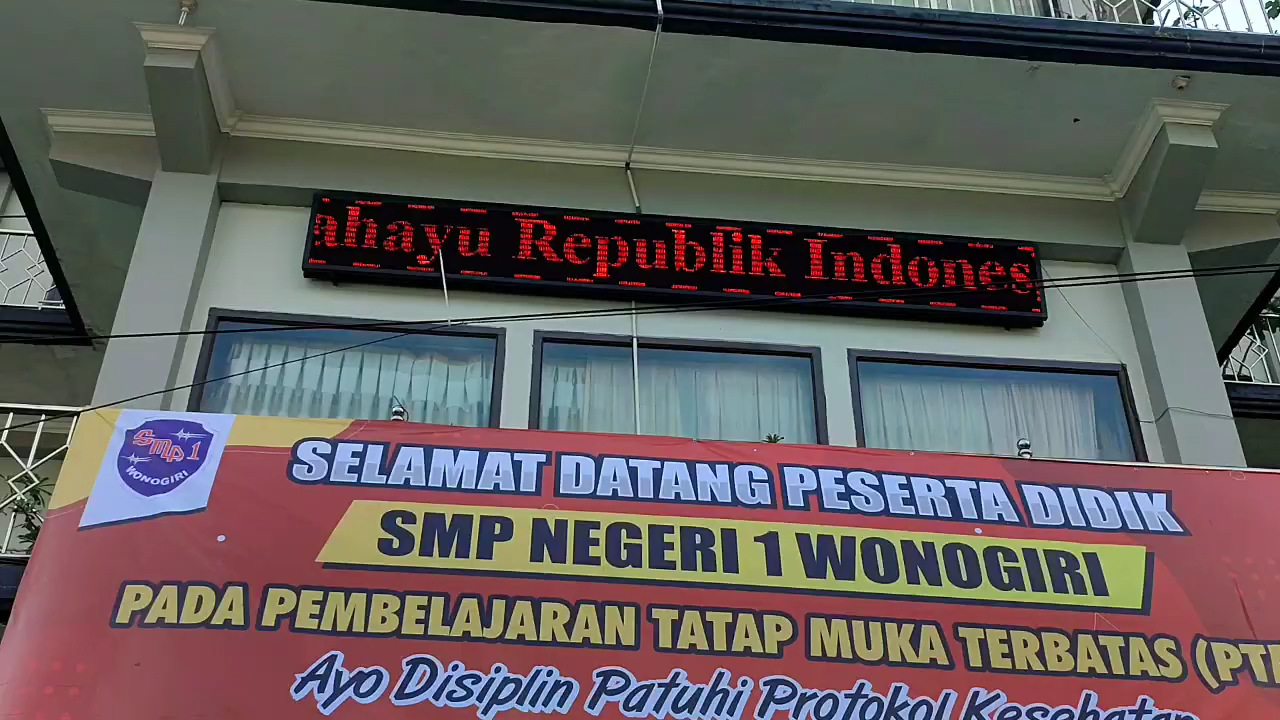 ahayu Republik Indones
SMP 1
WONOGIRI
SELAMAT DATANG PESERTA DIDIK
SMP NEGERI 1 WONOGIRI
PADA PEMBELAJARAN TATAP MUKA TERBATAS (PT
Ayo Disiplin Patuhi Protokol Kesehatan